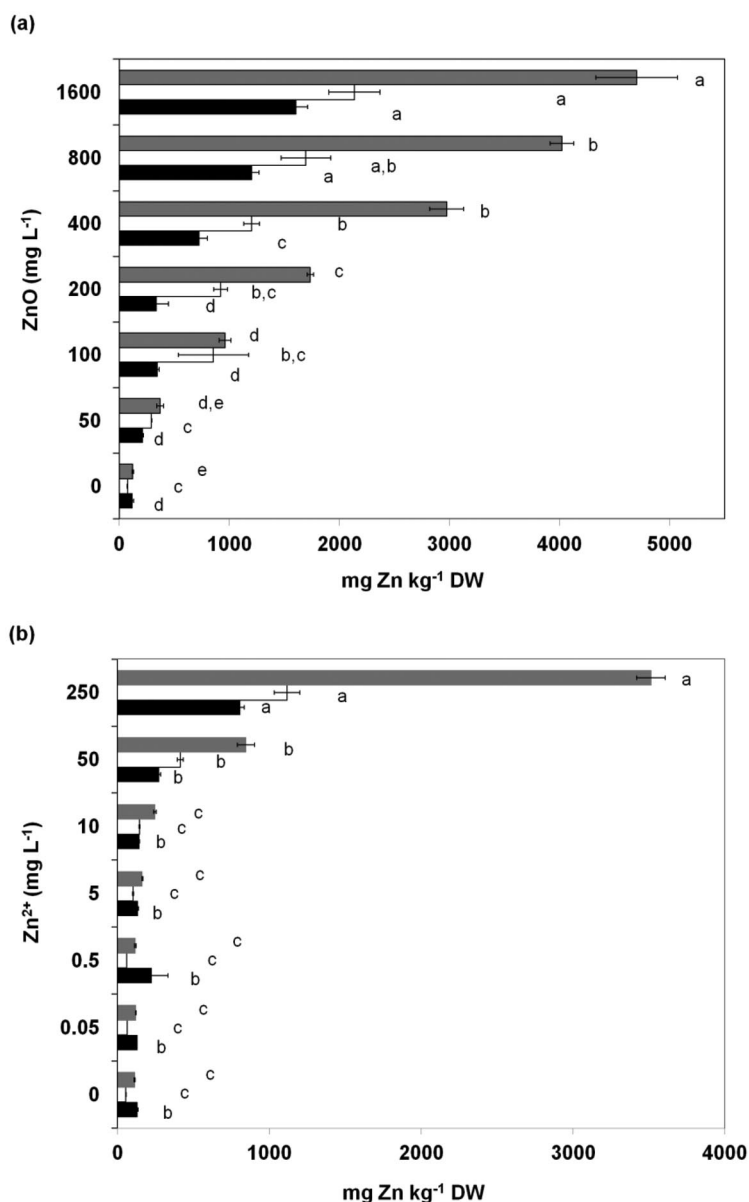 (a)
ZnO (mg L⁻¹)
1600
a
a
a
800
b
a,b
a
400
b
b
c
200
c
b,c
d
100
d
b,c
d
50
d,e
c
d
0
e
c
d
0 1000 2000 3000 4000 5000
mg Zn kg⁻¹ DW
(b)
Zn²⁺ (mg L⁻¹)
250
a
a
a
50
b
b
b
10
c
c
b
5
c
c
b
0.5
c
c
b
0.05
c
c
b
0
c
c
b
0 1000 2000 3000 4000
mg Zn kg⁻¹ DW